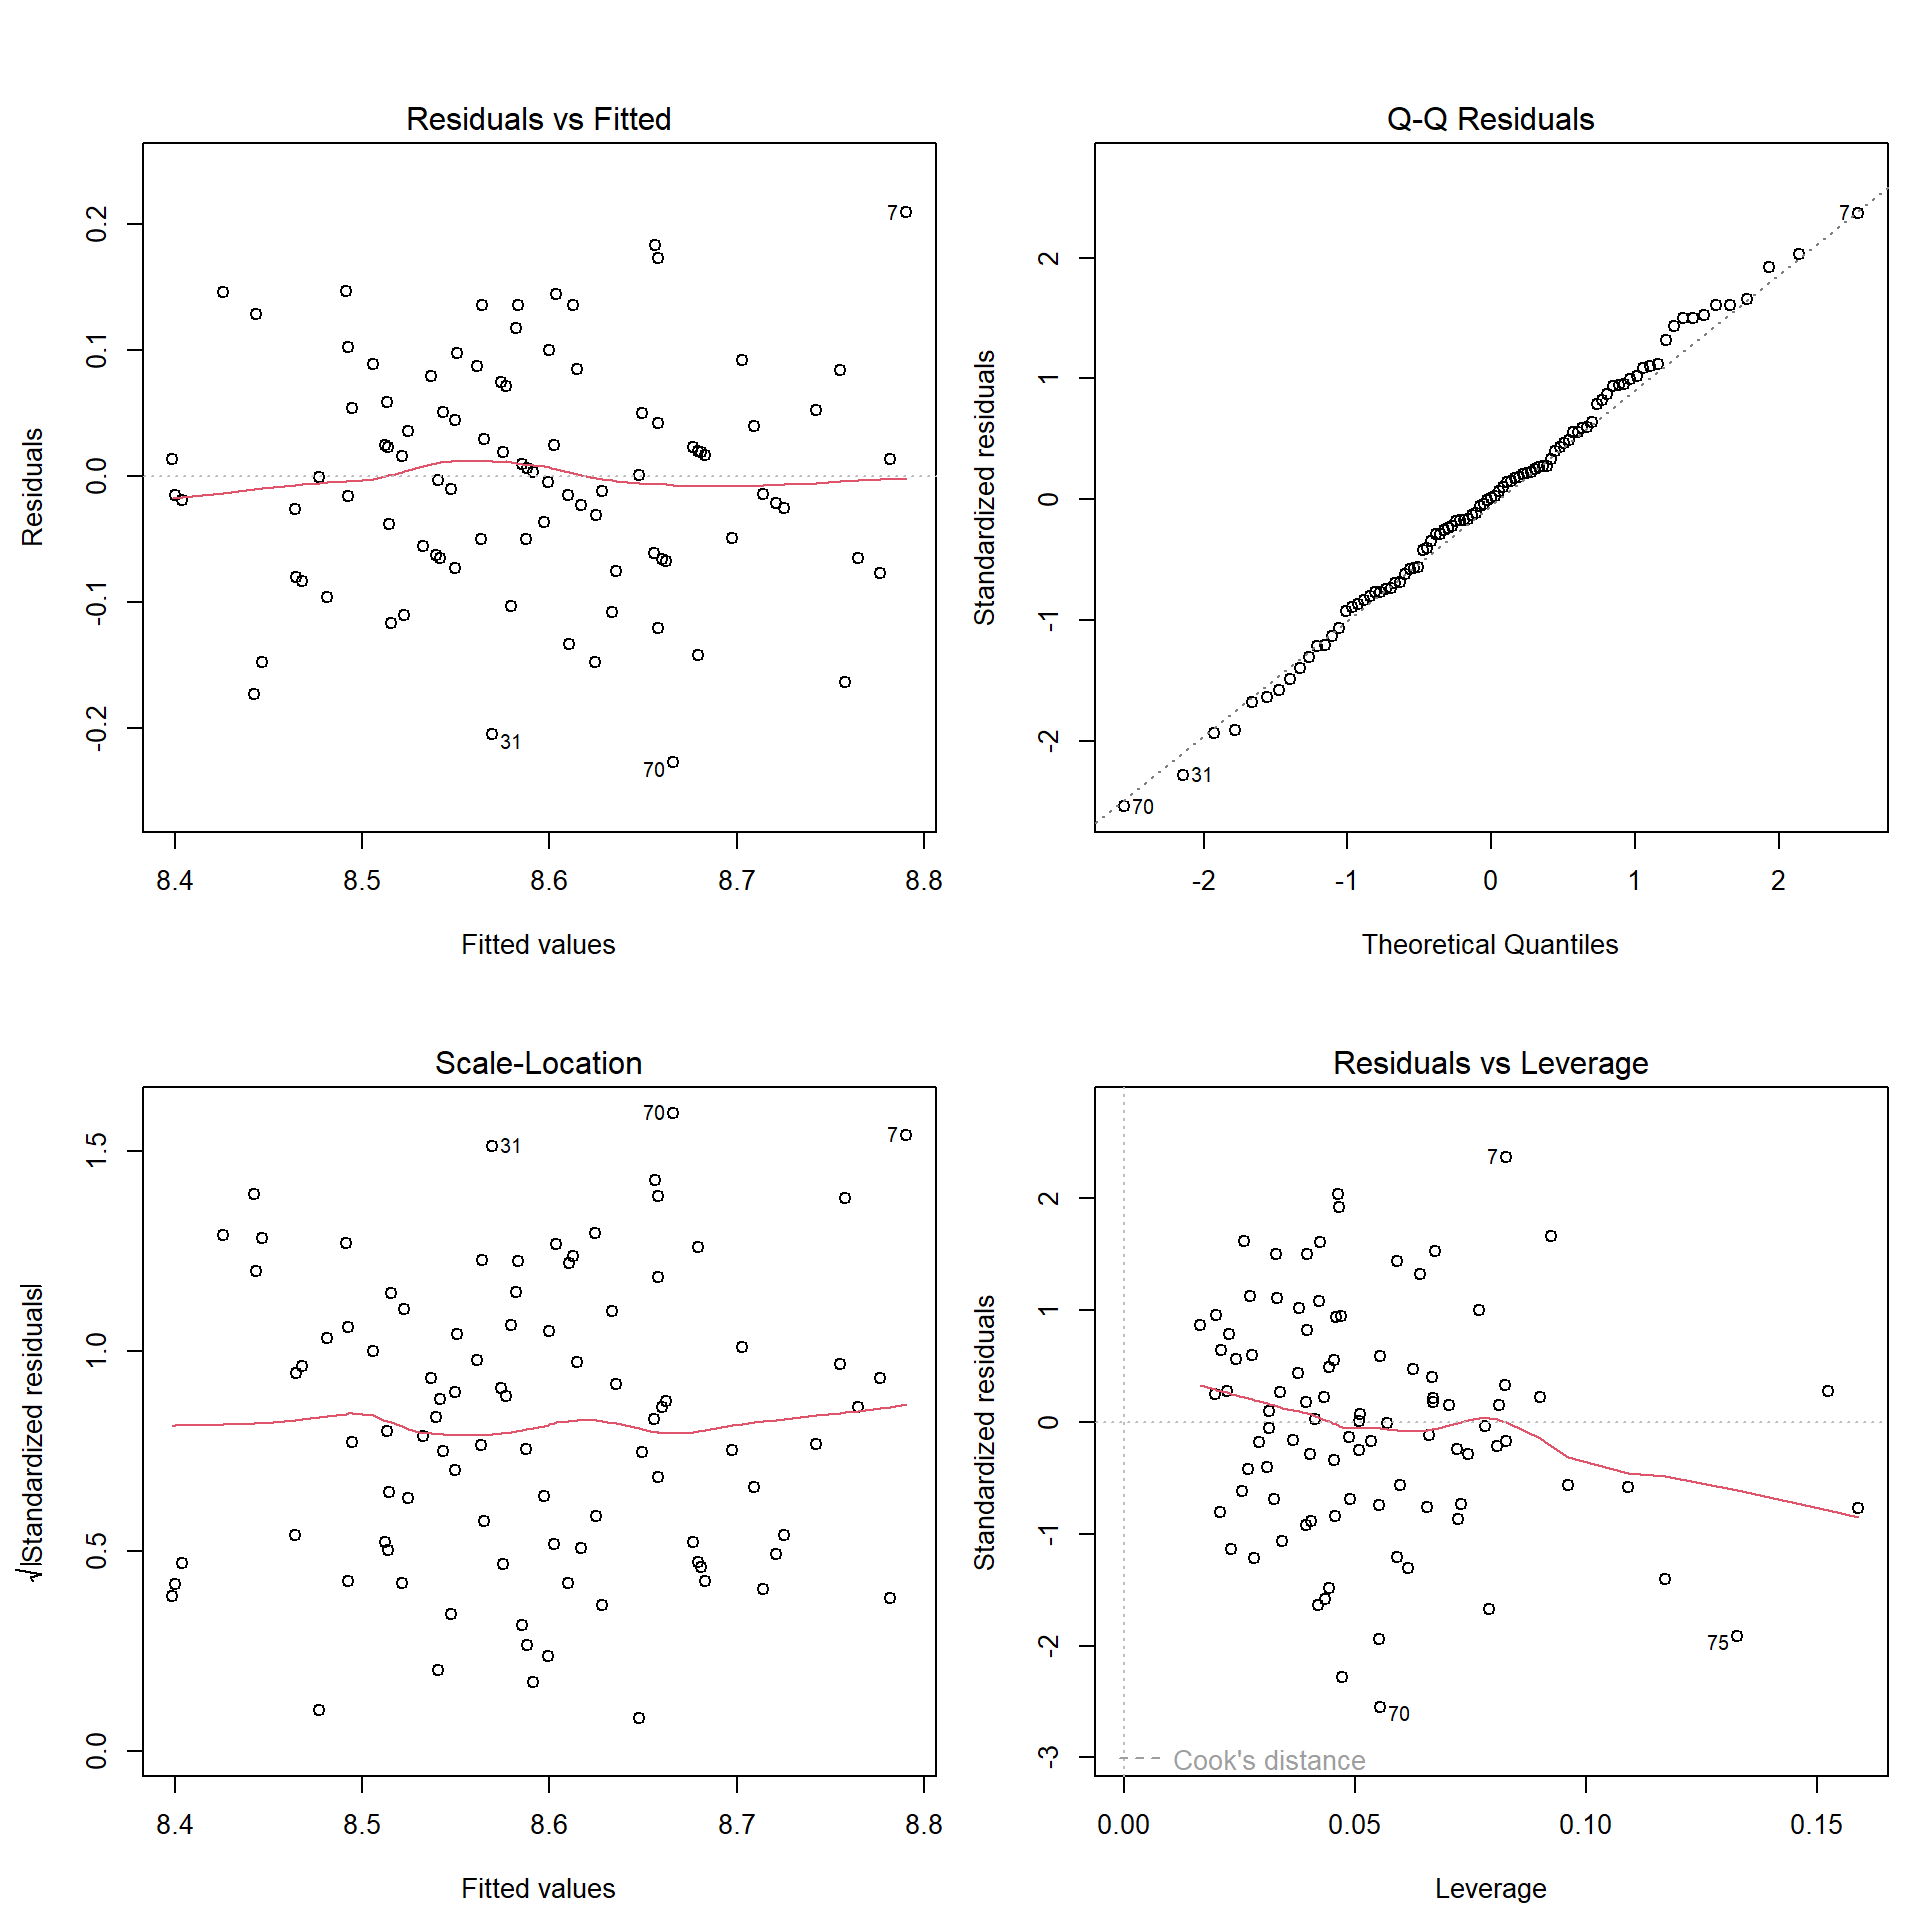 Residuals vs Fitted
Residuals
0.2
0.1
0.0
-0.1
-0.2
7
31
70
8.4 8.5 8.6 8.7 8.8
Fitted values
Q-Q Residuals
Standardized residuals
2
1
0
-1
-2
7
31
70
-2 -1 0 1 2
Theoretical Quantiles
Scale-Location
√|Standardized residuals|
1.5
1.0
0.5
0.0
70
7
31
8.4 8.5 8.6 8.7 8.8
Fitted values
Residuals vs Leverage
Standardized residuals
2
1
0
-1
-2
-3
7
75
70
Cook's distance
0.00 0.05 0.10 0.15
Leverage